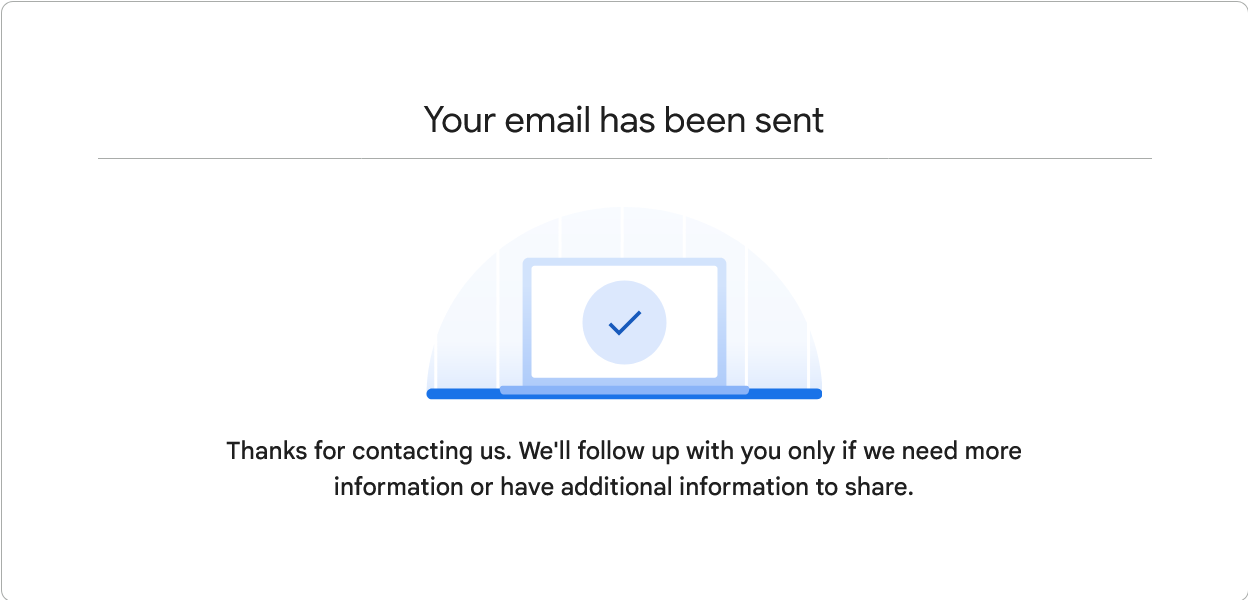 Your email has been sent
Thanks for contacting us. We'll follow up with you only if we need more
information or have additional information to share.